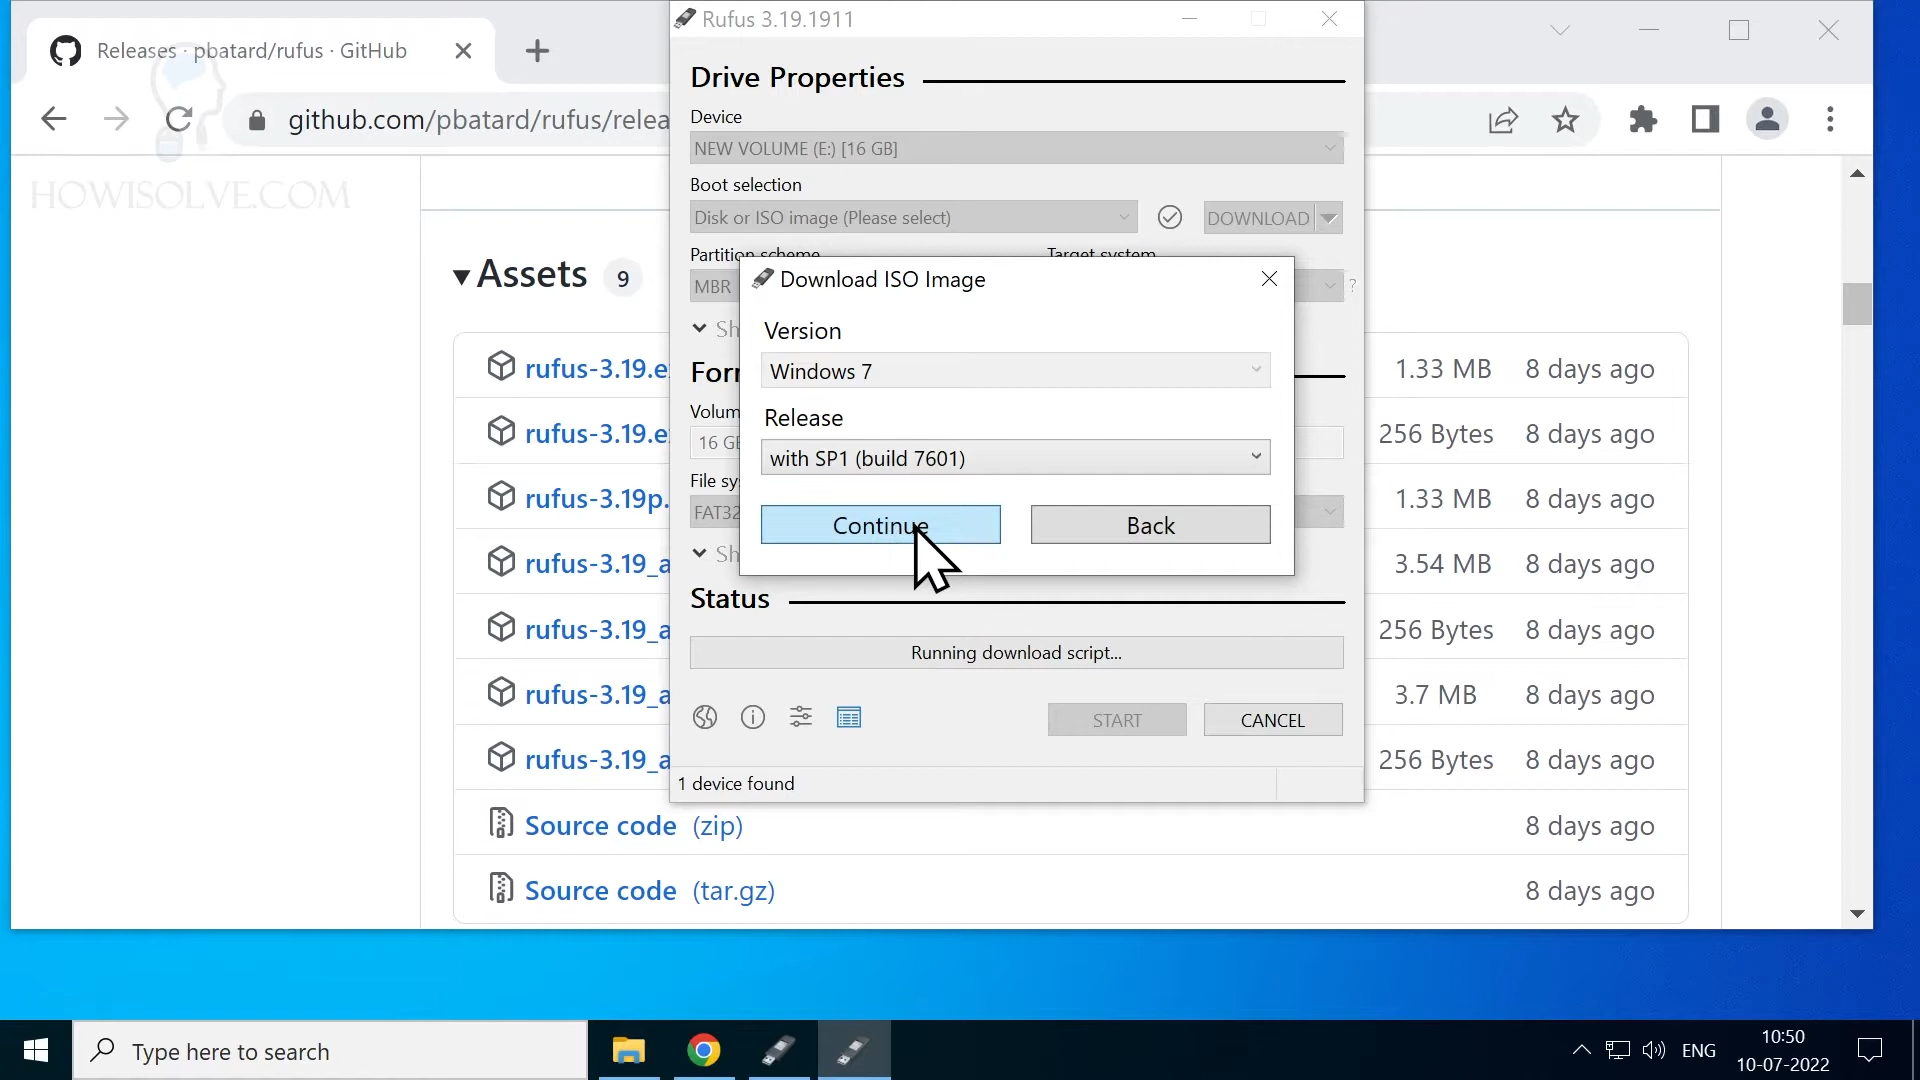 Releases · pbatard/rufus · GitHub
github.com/pbatard/rufus/relea
HOWISOLVE.COM
Assets 9
rufus-3.19.e
1.33 MB 8 days ago
rufus-3.19.e
256 Bytes 8 days ago
rufus-3.19p.
1.33 MB 8 days ago
rufus-3.19_a
3.54 MB 8 days ago
rufus-3.19_a
256 Bytes 8 days ago
rufus-3.19_a
3.7 MB 8 days ago
rufus-3.19_a
256 Bytes 8 days ago
Source code (zip)
8 days ago
Source code (tar.gz)
8 days ago
Rufus 3.19.1911
Drive Properties
Device
NEW VOLUME (E:) [16 GB]
Boot selection
Disk or ISO image (Please select)
DOWNLOAD
Partition scheme
Target system
MBR
?
Sh
Form
Volum
16 GB
File sy
FAT32
Sh
Download ISO Image
Version
Windows 7
Release
with SP1 (build 7601)
Continue
Back
Status
Running download script...
START
CANCEL
1 device found
Type here to search
ENG
10:50
10-07-2022